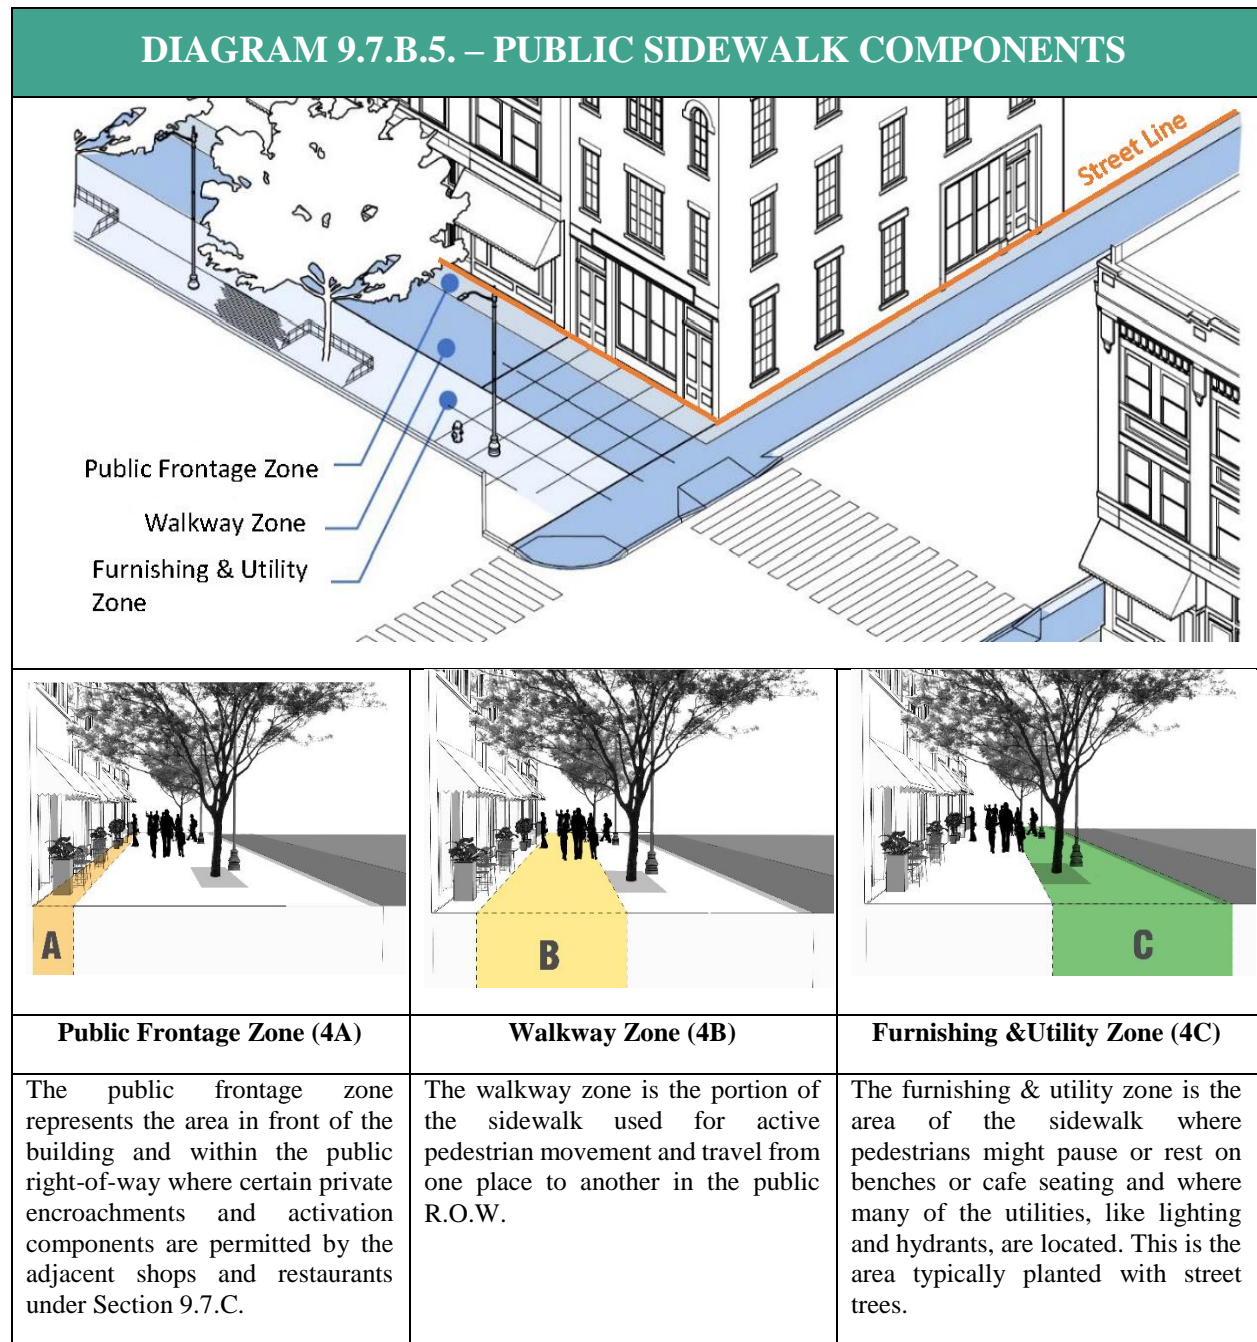 DIAGRAM 9.7.B.5. – PUBLIC SIDEWALK COMPONENTS
Street Line
Public Frontage Zone
Walkway Zone
Furnishing & Utility
Zone
A
B
C
Public Frontage Zone (4A)
Walkway Zone (4B)
Furnishing &Utility Zone (4C)
The public frontage zone
represents the area in front of the
building and within the public
right-of-way where certain private
encroachments and activation
components are permitted by the
adjacent shops and restaurants
under Section 9.7.C.
The walkway zone is the portion of
the sidewalk used for active
pedestrian movement and travel from
one place to another in the public
R.O.W.
The furnishing & utility zone is the
area of the sidewalk where
pedestrians might pause or rest on
benches or cafe seating and where
many of the utilities, like lighting
and hydrants, are located. This is the
area typically planted with street
trees.